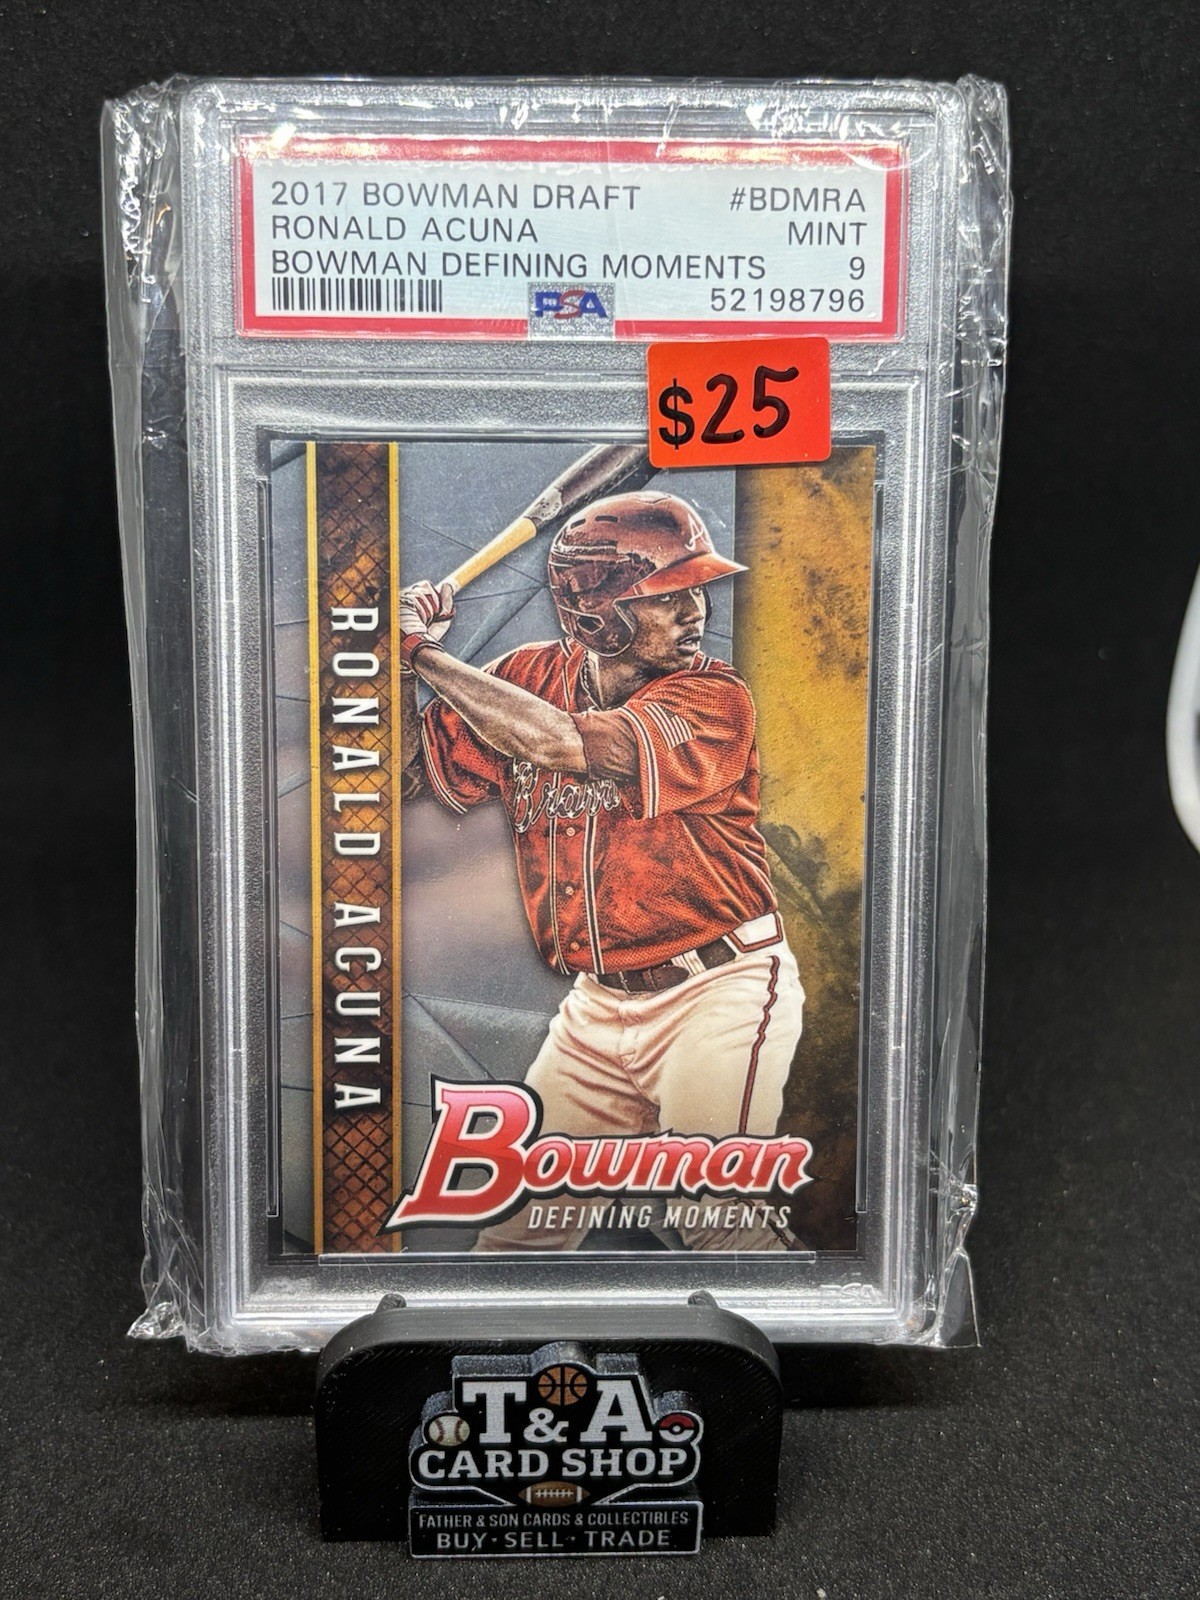 2017 BOWMAN DRAFT #BDMRA
RONALD ACUNA MINT
BOWMAN DEFINING MOMENTS 9
PSA 52198796
$25
A
Braves
RONALD ACUNA
Bowman
DEFINING MOMENTS
T&A
CARD SHOP
FATHER & SON CARDS & COLLECTIBLES
BUY · SELL · TRADE